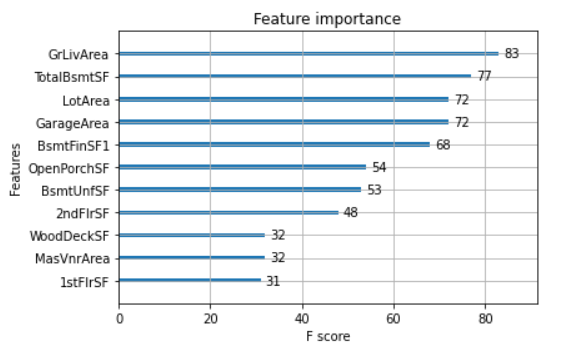 Feature importance
Features
GrLivArea 83
TotalBsmtSF 77
LotArea 72
GarageArea 72
BsmtFinSF1 68
OpenPorchSF 54
BsmtUnfSF 53
2ndFlrSF 48
WoodDeckSF 32
MasVnrArea 32
1stFlrSF 31
0 20 40 60 80
F score